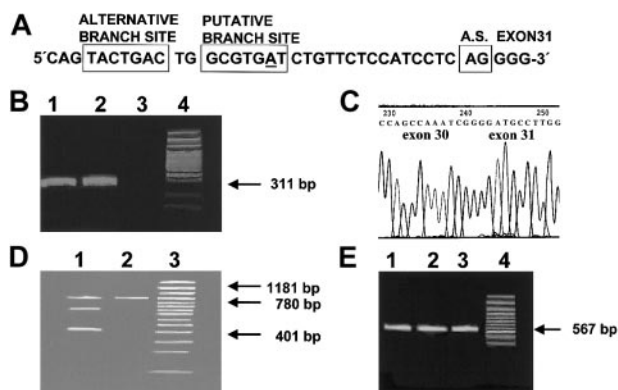 A
ALTERNATIVE BRANCH SITE
PUTATIVE BRANCH SITE
A.S. EXON31
5´CAG TACTGAC TG GCGTGAT CTGTTCTCCATCCTC AG GGG-3´
B
1 2 3 4
311 bp
C
230 240 250
CCAGCCAAATCGGGGATGCCTTGG
exon 30 exon 31
D
1 2 3
1181 bp
780 bp
401 bp
E
1 2 3 4
567 bp